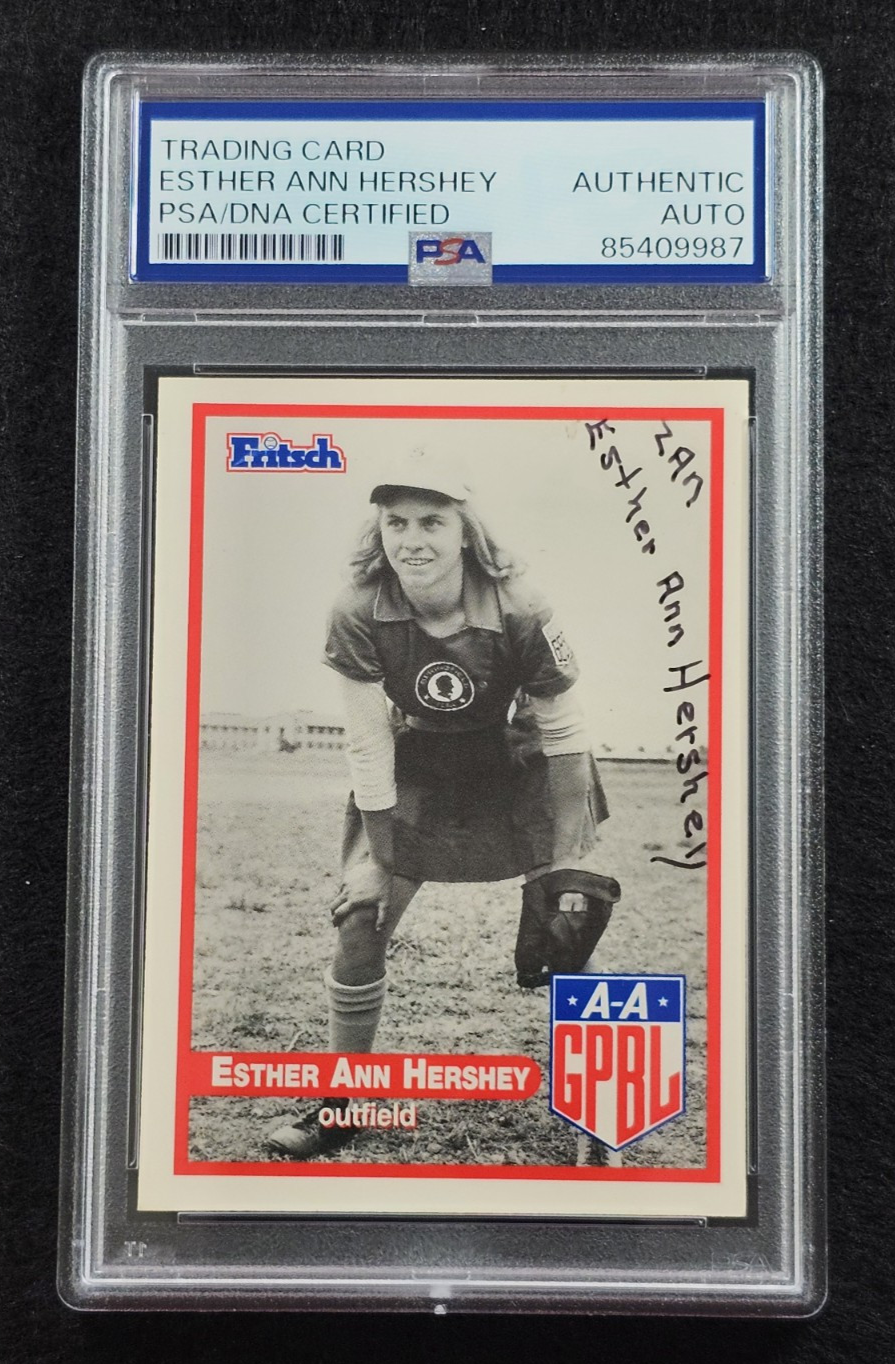 TRADING CARD
ESTHER ANN HERSHEY AUTHENTIC
PSA/DNA CERTIFIED AUTO
PSA 85409987
Fritsch
Esther Ann Hershey
A-A
GPBL
ESTHER ANN HERSHEY
outfield
PSA